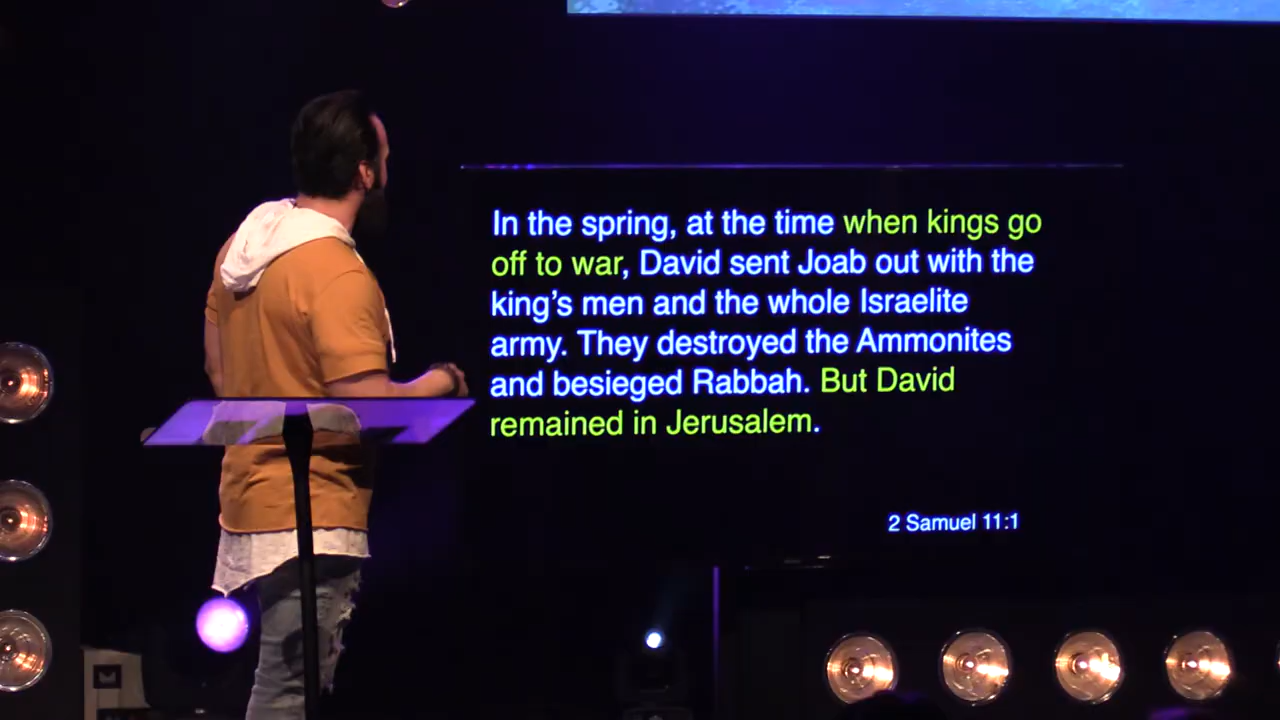 In the spring, at the time when kings go
off to war, David sent Joab out with the
king’s men and the whole Israelite
army. They destroyed the Ammonites
and besieged Rabbah. But David
remained in Jerusalem.
2 Samuel 11:1